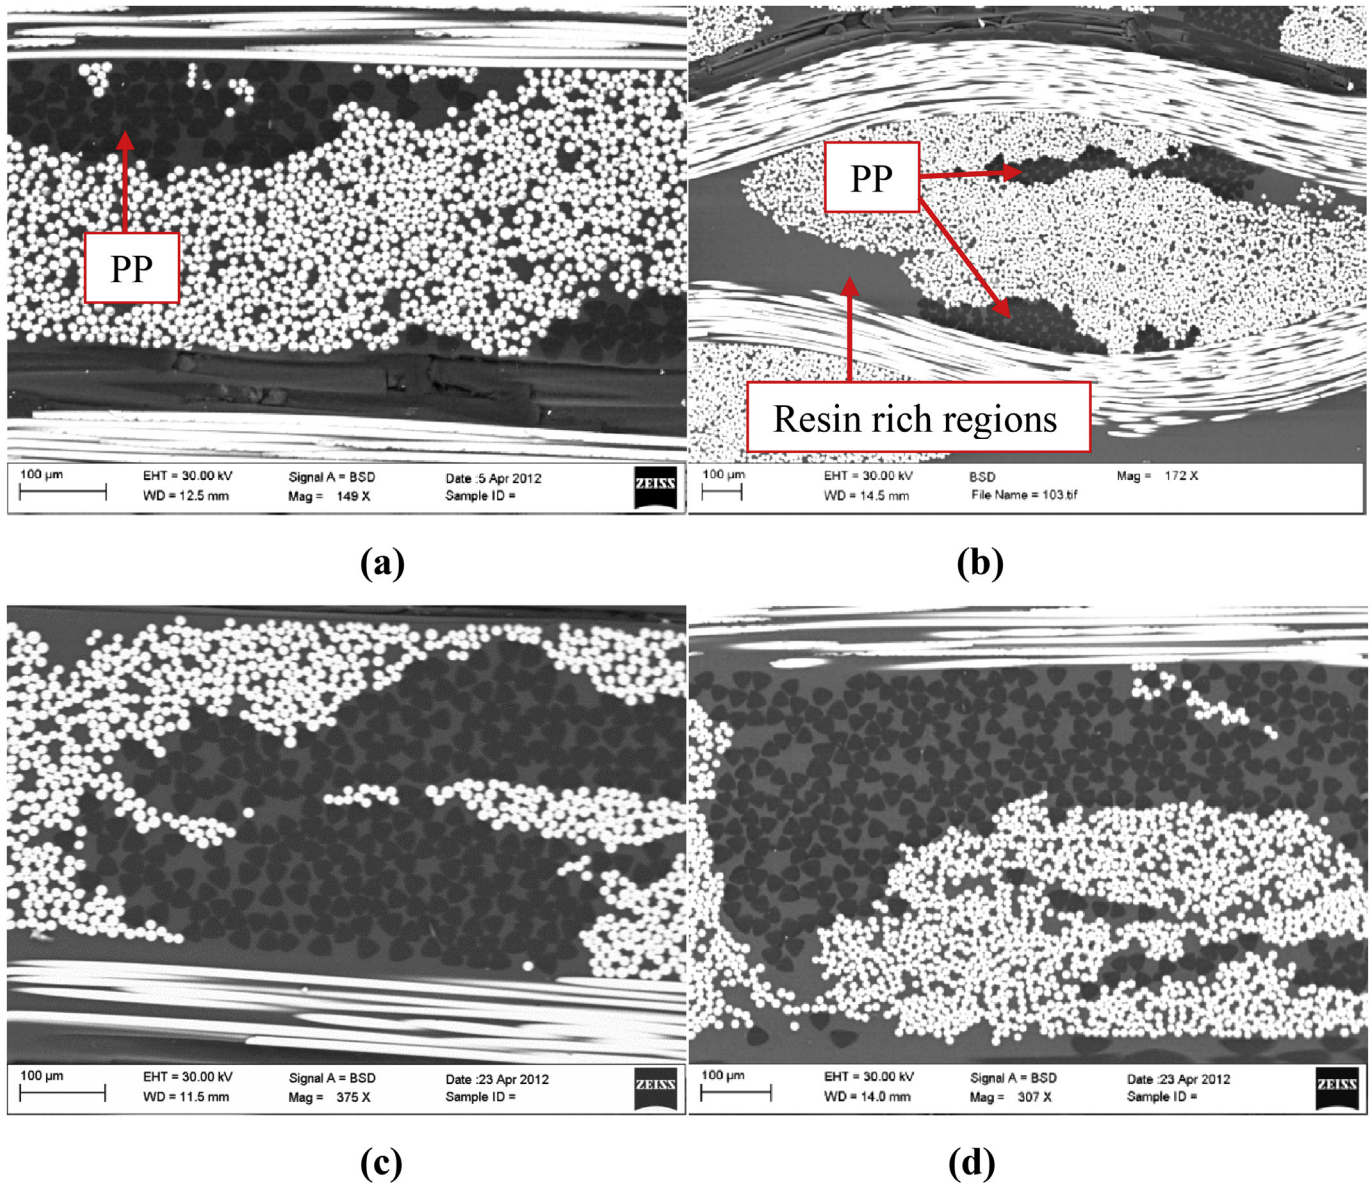 PP
100 µm
EHT = 30.00 kV
WD = 12.5 mm
Signal A = BSD
Mag = 149 X
Date :5 Apr 2012
Sample ID =
ZEISS
PP
Resin rich regions
100 µm
EHT = 30.00 kV
WD = 14.5 mm
BSD
File Name = 103.tif
Mag = 172 X
(a)
(b)
100 µm
EHT = 30.00 kV
WD = 11.5 mm
Signal A = BSD
Mag = 375 X
Date :23 Apr 2012
Sample ID =
ZEISS
100 µm
EHT = 30.00 kV
WD = 14.0 mm
Signal A = BSD
Mag = 307 X
Date :23 Apr 2012
Sample ID =
ZEISS
(c)
(d)